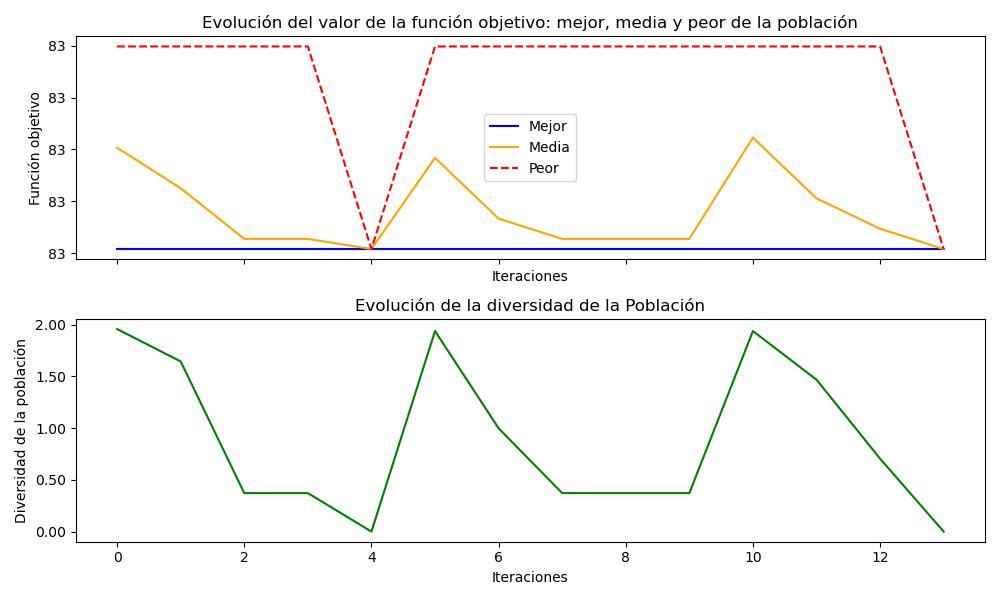 Evolución del valor de la función objetivo: mejor, media y peor de la población
83
83
83
83
83
Función objetivo
Mejor
Media
Peor
Iteraciones
Evolución de la diversidad de la Población
2.00
1.50
1.00
0.50
0.00
Diversidad de la población
0 2 4 6 8 10 12
Iteraciones